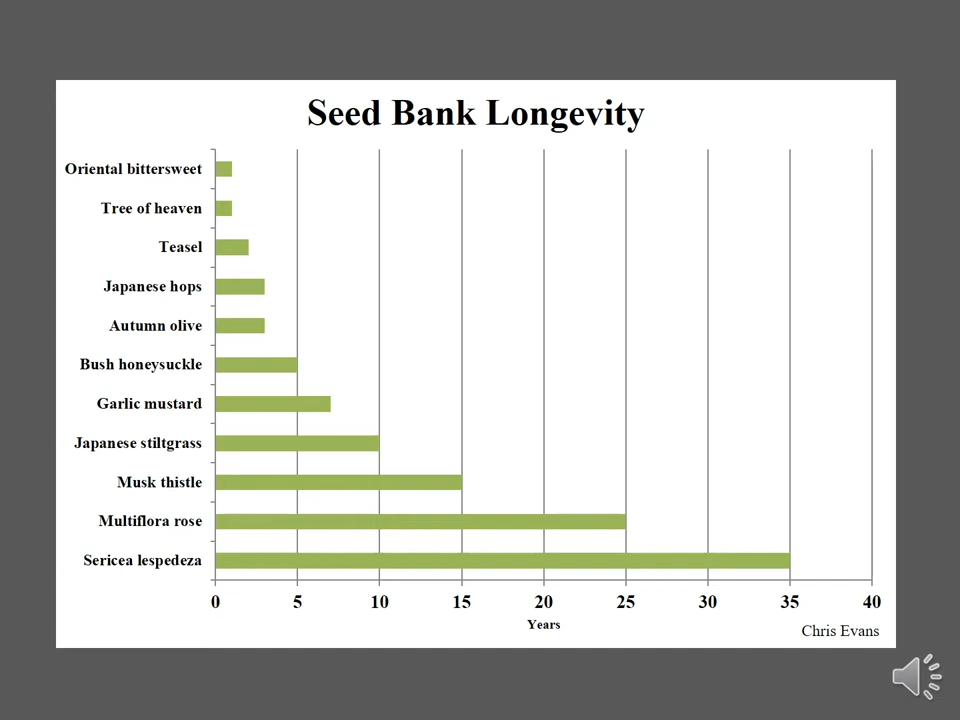 Seed Bank Longevity
Oriental bittersweet
Tree of heaven
Teasel
Japanese hops
Autumn olive
Bush honeysuckle
Garlic mustard
Japanese stiltgrass
Musk thistle
Multiflora rose
Sericea lespedeza
0 5 10 15 20 25 30 35 40
Years
Chris Evans